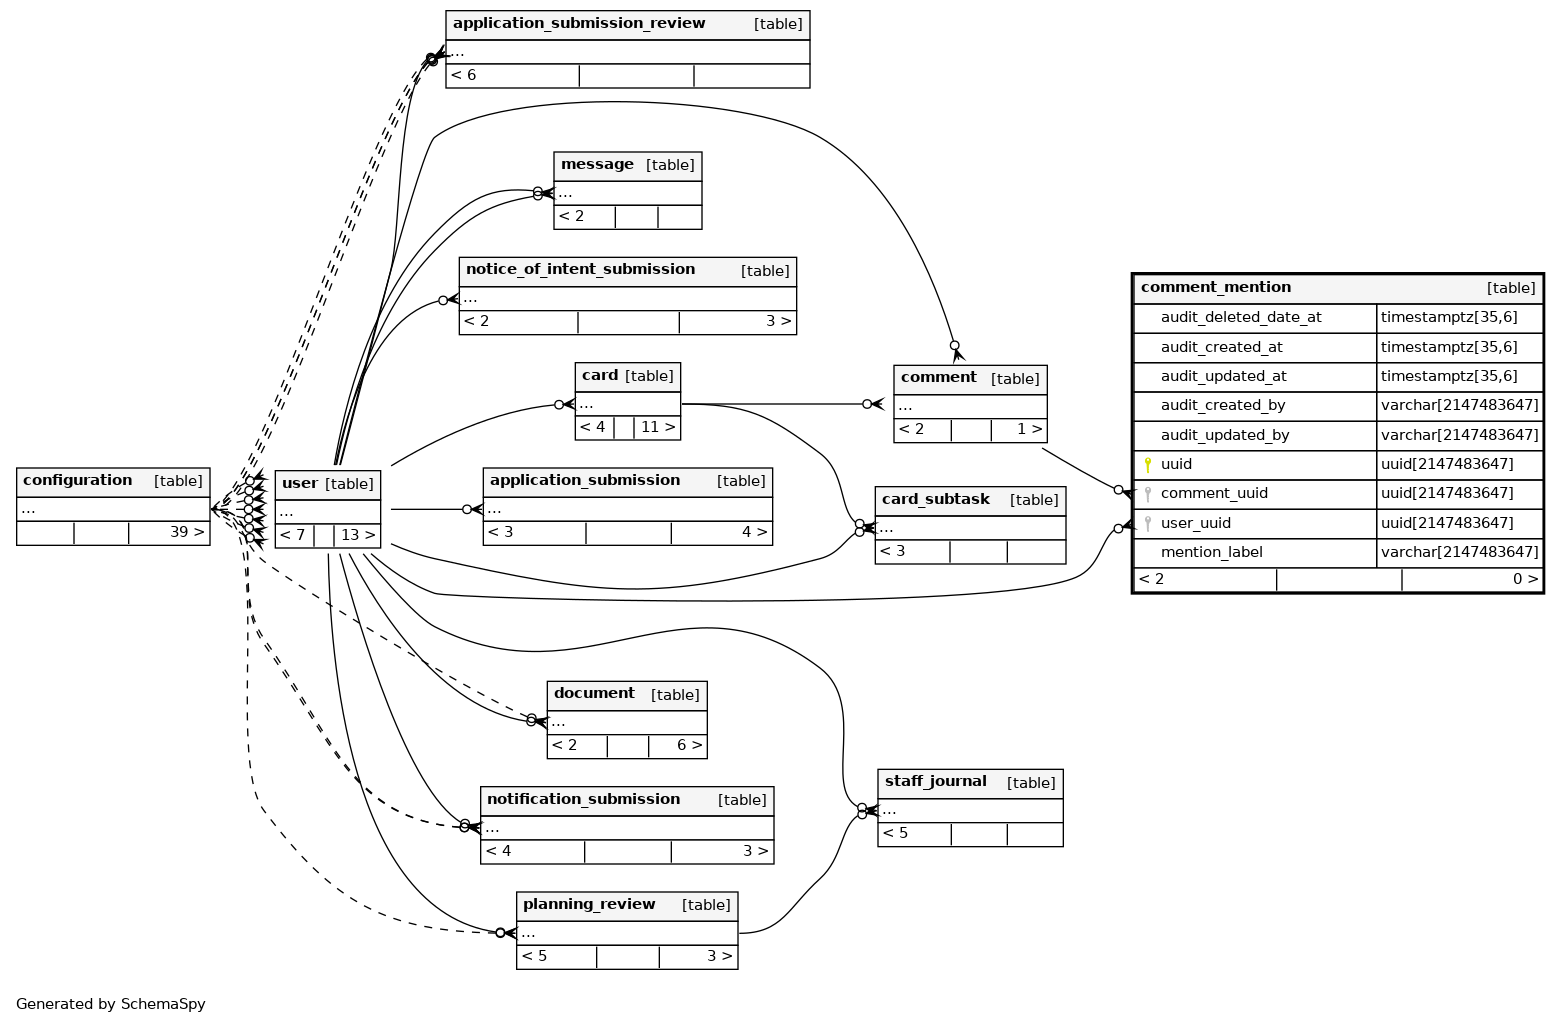 application_submission_review [table]
...
< 6
message [table]
...
< 2
notice_of_intent_submission [table]
...
< 2 3 >
card [table]
...
< 4 11 >
comment [table]
...
< 2 1 >
comment_mention [table]
audit_deleted_date_at timestamptz[35,6]
audit_created_at timestamptz[35,6]
audit_updated_at timestamptz[35,6]
audit_created_by varchar[2147483647]
audit_updated_by varchar[2147483647]
uuid uuid[2147483647]
comment_uuid uuid[2147483647]
user_uuid uuid[2147483647]
mention_label varchar[2147483647]
< 2 0 >
configuration [table]
...
39 >
user [table]
...
< 7 13 >
application_submission [table]
...
< 3 4 >
card_subtask [table]
...
< 3
document [table]
...
< 2 6 >
notification_submission [table]
...
< 4 3 >
staff_journal [table]
...
< 5
planning_review [table]
...
< 5 3 >
Generated by SchemaSpy